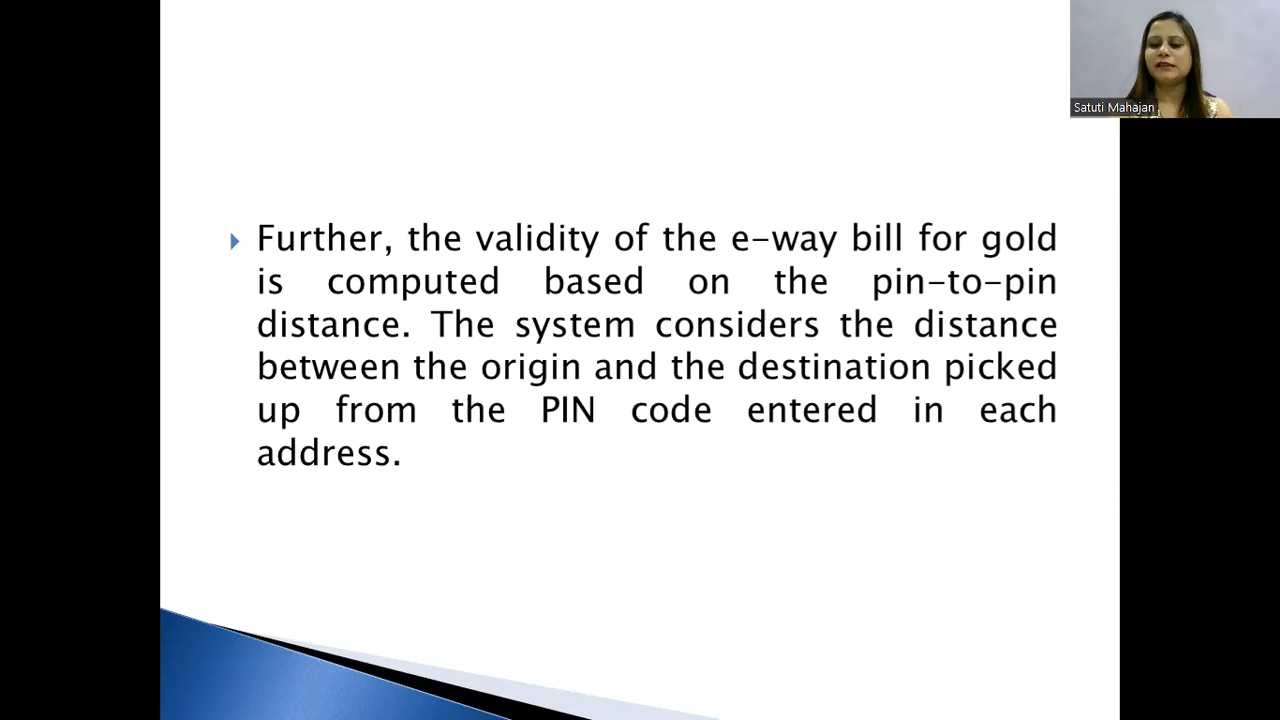 Satuti Mahajan
Further, the validity of the e-way bill for gold
is computed based on the pin-to-pin
distance. The system considers the distance
between the origin and the destination picked
up from the PIN code entered in each
address.